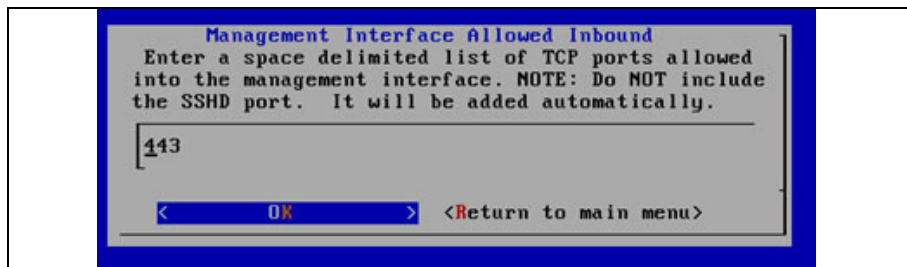 Management Interface Allowed Inbound
Enter a space delimited list of TCP ports allowed
into the management interface. NOTE: Do NOT include
the SSHD port. It will be added automatically.
443
< OK > <Return to main menu>